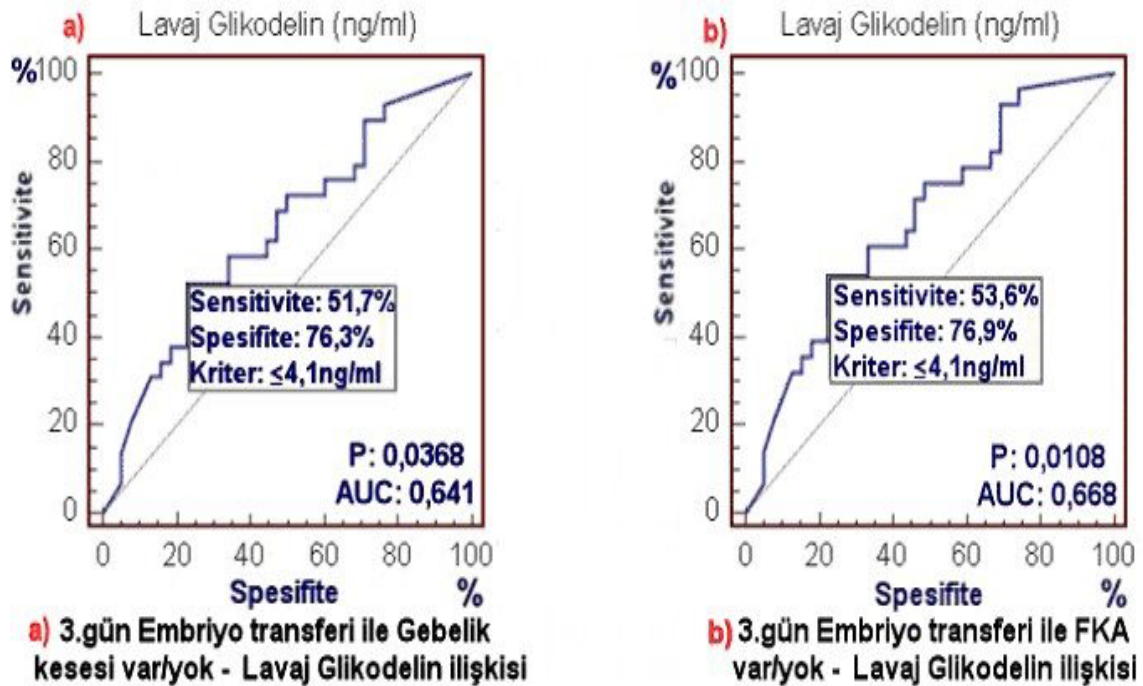 a) Lavaj Glikodelin (ng/ml)
%100
80
60
40
20
0
Sensitivite
Sensitivite: 51,7%
Spesifite: 76,3%
Kriter: ≤4,1ng/ml
P: 0,0368
AUC: 0,641
0 20 40 60 80 100
Spesifite %
a) 3.gün Embriyo transferi ile Gebelik
kesesi var/yok - Lavaj Glikodelin ilişkisi
b) Lavaj Glikodelin (ng/ml)
%100
80
60
40
20
0
Sensitivite
Sensitivite: 53,6%
Spesifite: 76,9%
Kriter: ≤4,1ng/ml
P: 0,0108
AUC: 0,668
0 20 40 60 80 100
Spesifite %
b) 3.gün Embriyo transferi ile FKA
var/yok - Lavaj Glikodelin ilişkisi